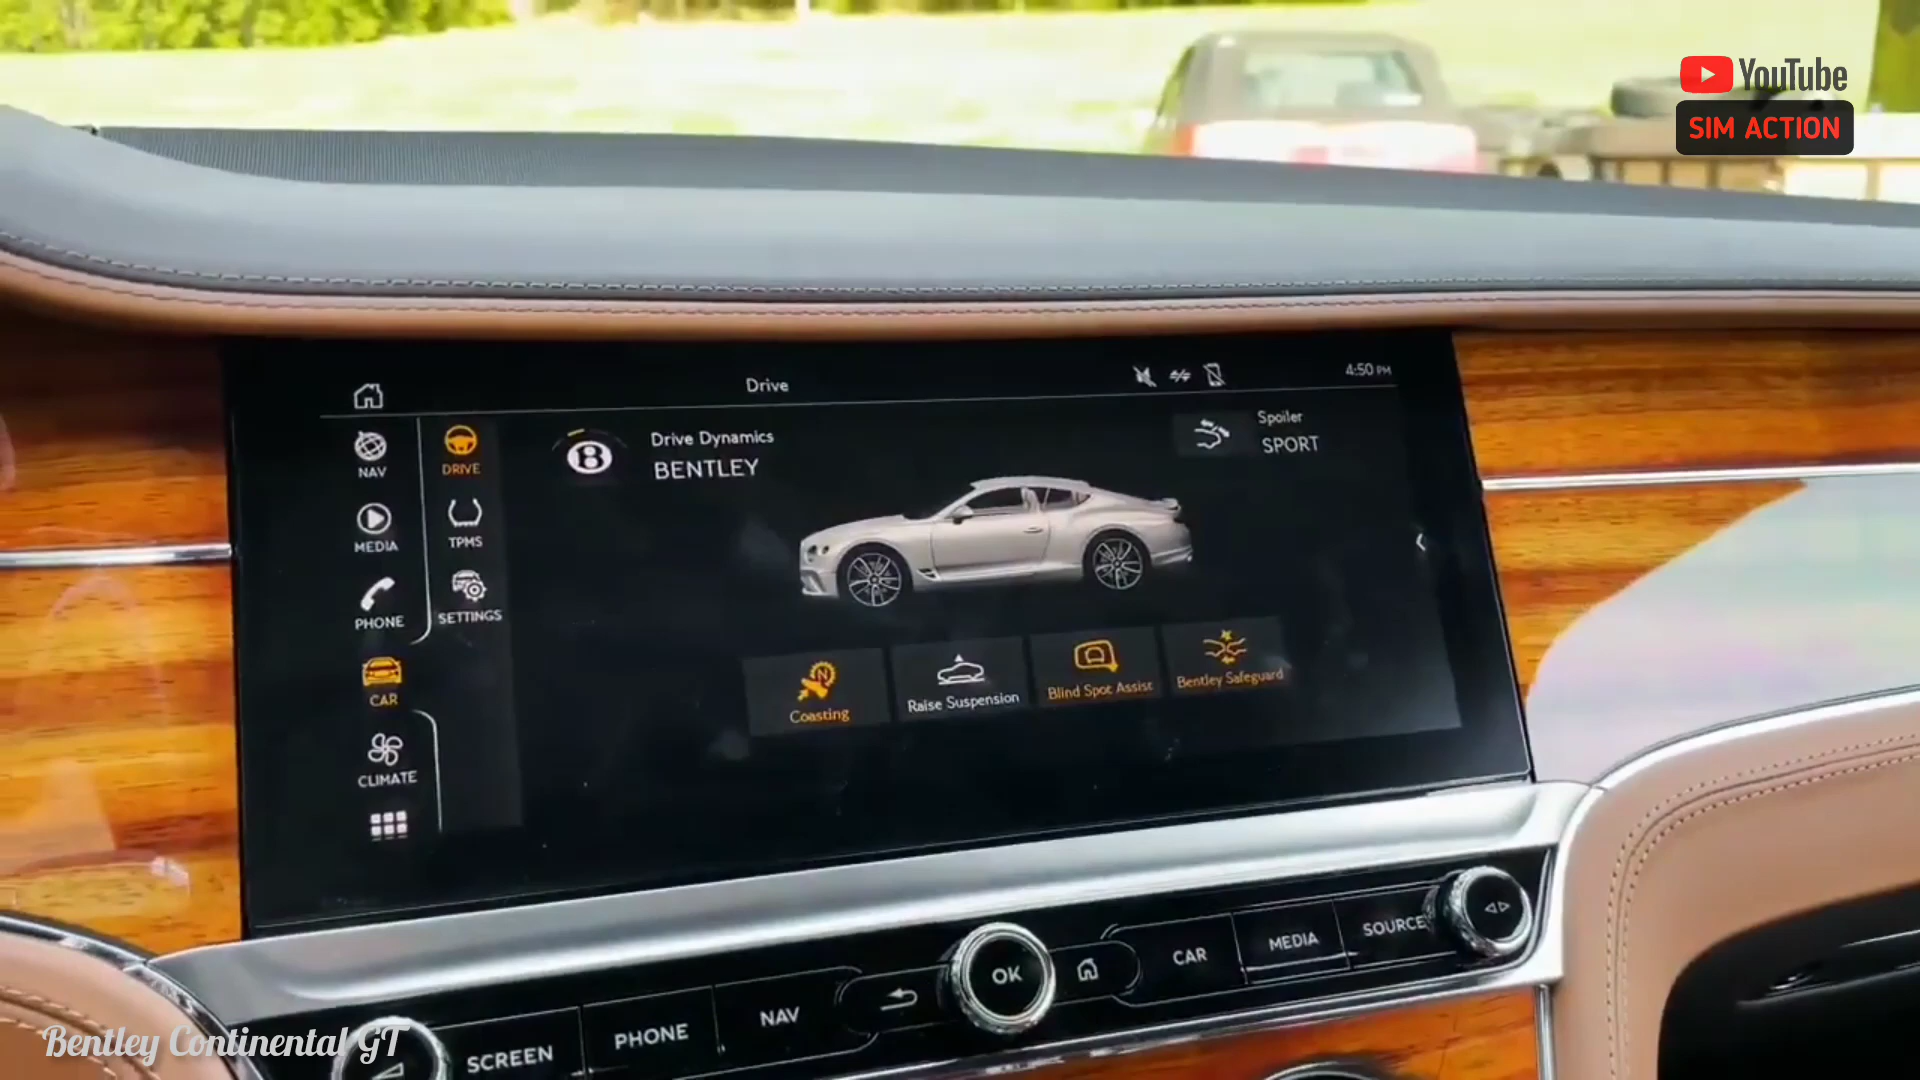 YouTube
SIM ACTION
Drive
4:50 PM
NAV
MEDIA
PHONE
CAR
CLIMATE
DRIVE
TPMS
SETTINGS
B
Drive Dynamics
BENTLEY
Spoiler
SPORT
N
Coasting
Raise Suspension
Blind Spot Assist
Bentley Safeguard
SCREEN
PHONE
NAV
OK
CAR
MEDIA
SOURCE
Bentley Continental GT